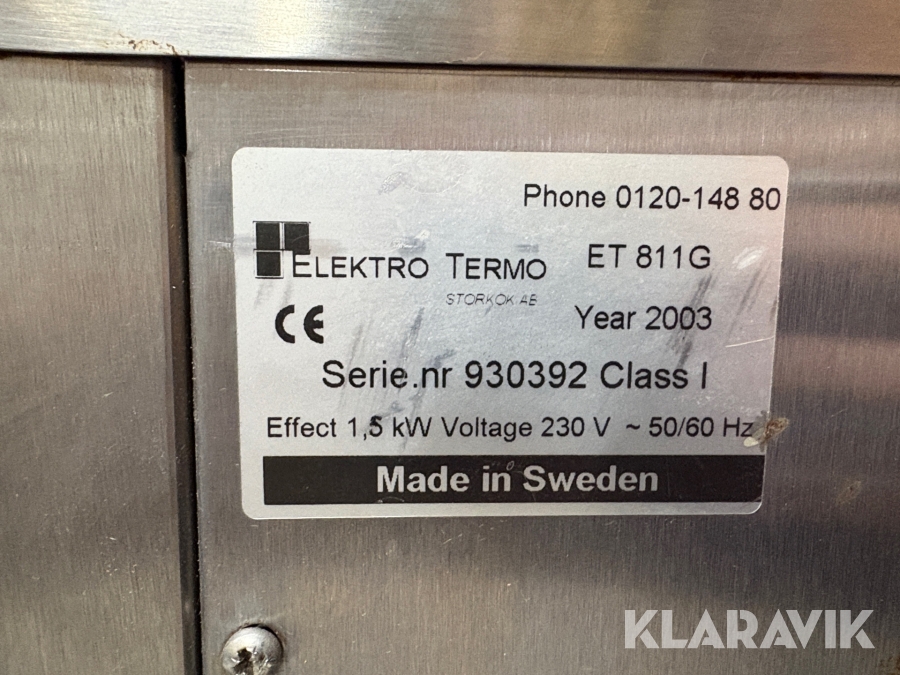 Phone 0120-148 80
ELEKTRO TERMO
ET 811G
STORKÖK AB
CE
Year 2003
Serie.nr 930392 Class I
Effect 1,5 kW Voltage 230 V ~ 50/60 Hz
Made in Sweden
KLARAVIK